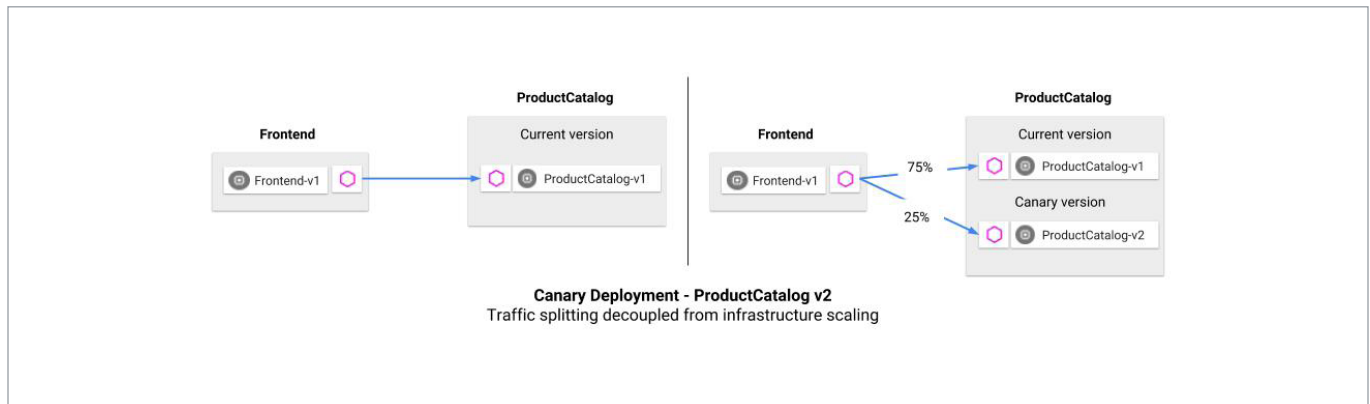 ProductCatalog
Frontend
Current version
Frontend-v1
ProductCatalog-v1
ProductCatalog
Frontend
Current version
Frontend-v1
75%
ProductCatalog-v1
Canary version
25%
ProductCatalog-v2
Canary Deployment - ProductCatalog v2
Traffic splitting decoupled from infrastructure scaling